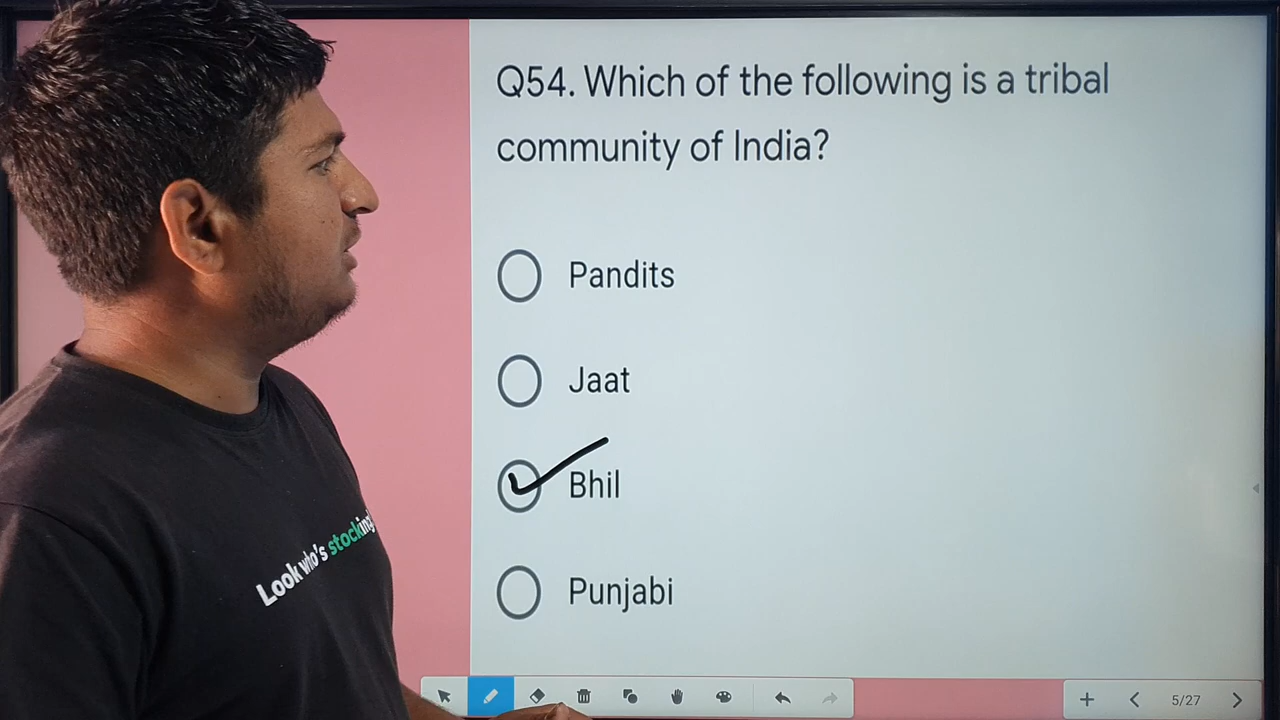 Q54. Which of the following is a tribal
community of India?
Pandits
Jaat
Bhil
Punjabi
Look who's stocking
5/27